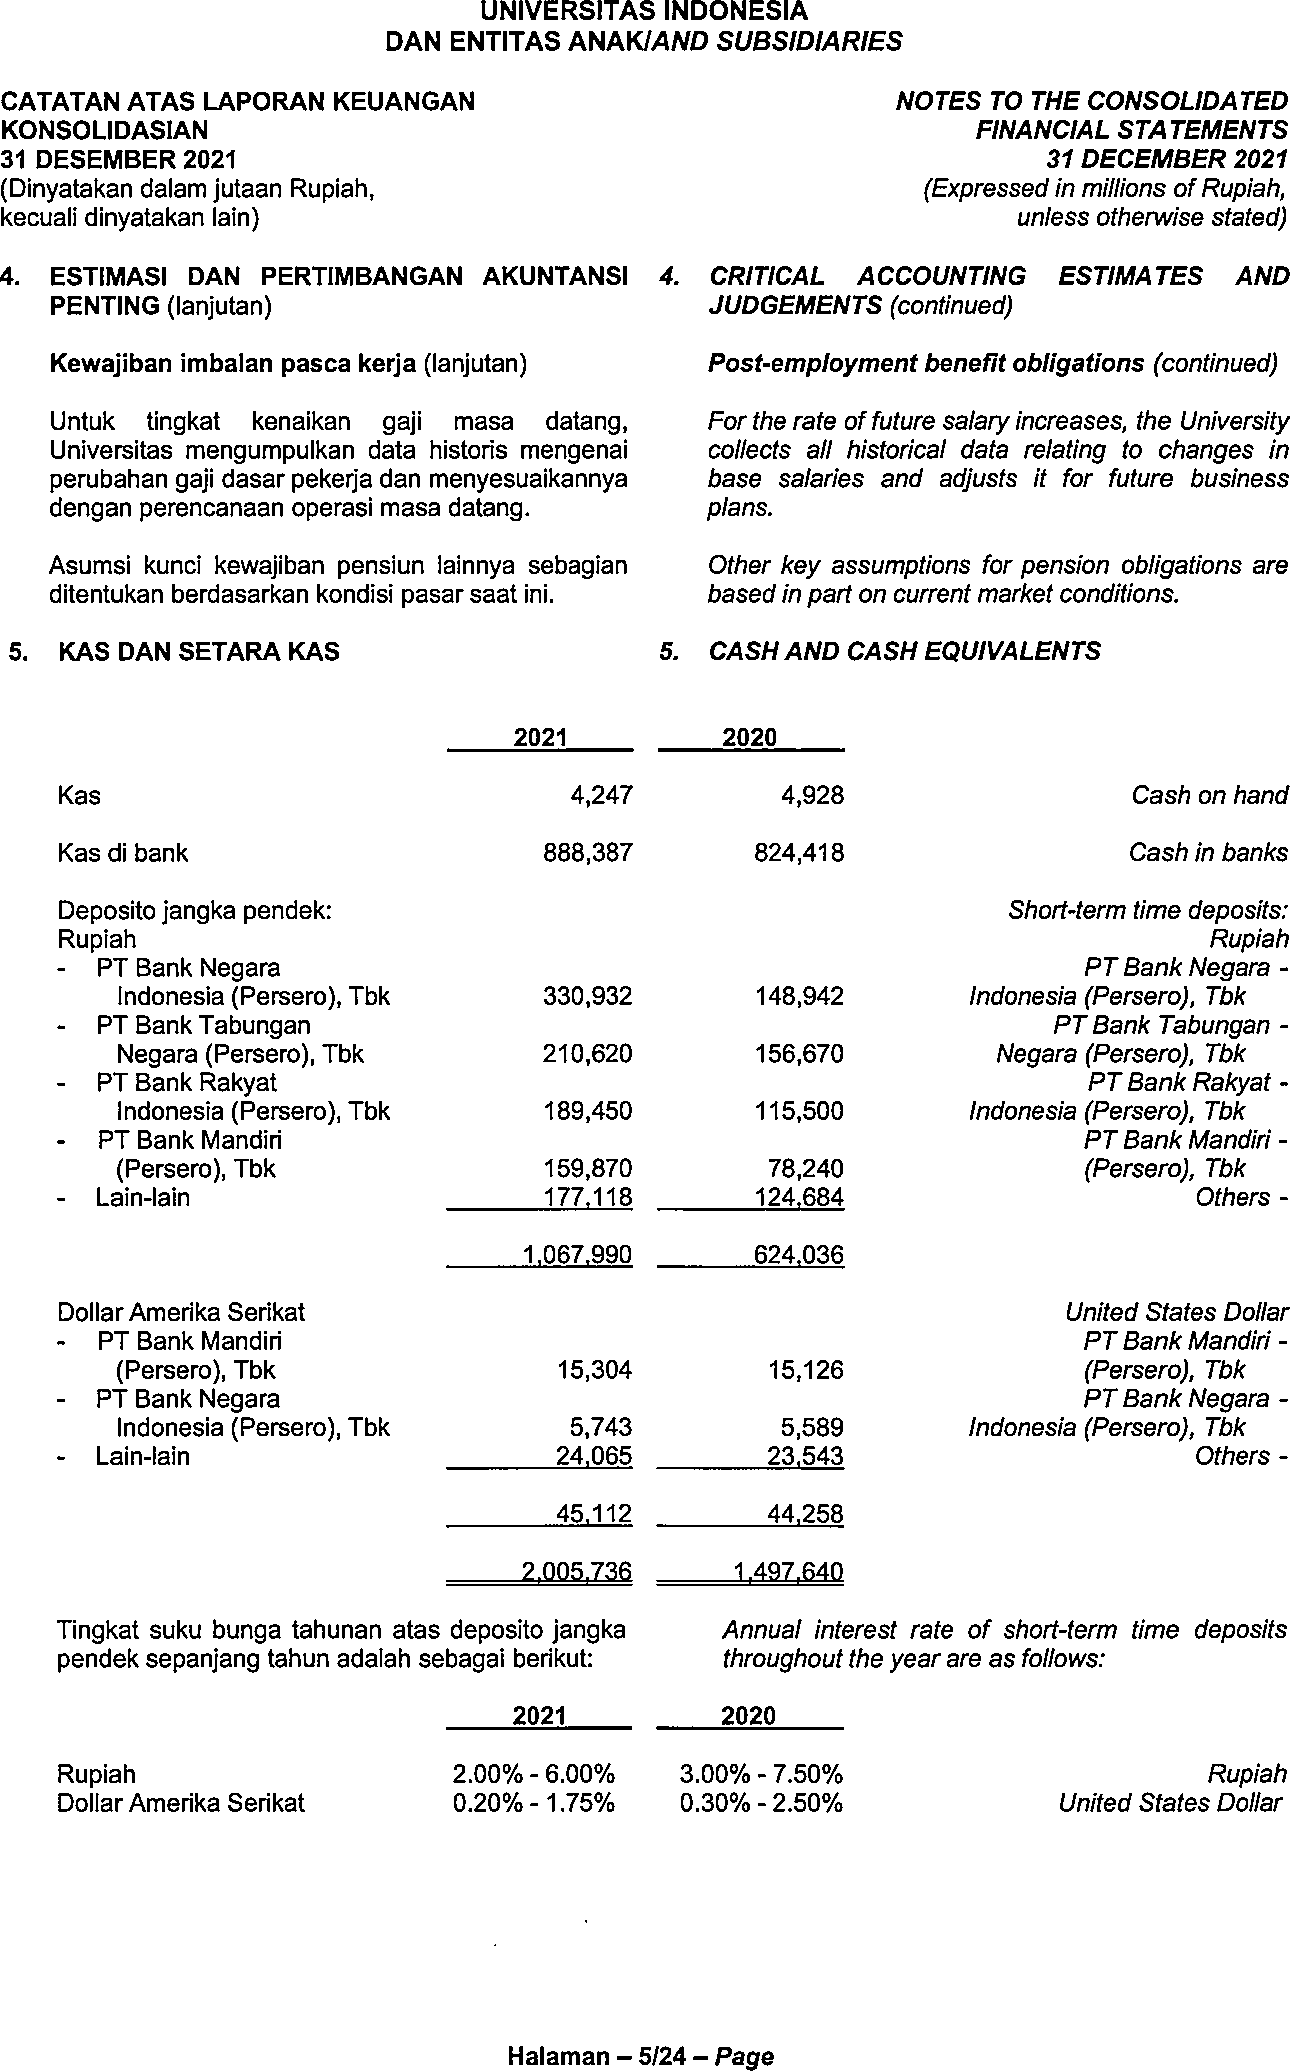 UNIVERSITAS INDONESIA
DAN ENTITAS ANAK/AND SUBSIDIARIES
CATATAN ATAS LAPORAN KEUANGAN
KONSOLIDASIAN
31 DESEMBER 2021
(Dinyatakan dalam jutaan Rupiah,
kecuali dinyatakan lain)
NOTES TO THE CONSOLIDATED
FINANCIAL STATEMENTS
31 DECEMBER 2021
(Expressed in millions of Rupiah,
unless otherwise stated)
4. ESTIMASI DAN PERTIMBANGAN AKUNTANSI
PENTING (lanjutan)
Kewajiban imbalan pasca kerja (lanjutan)
Untuk tingkat kenaikan gaji masa datang,
Universitas mengumpulkan data historis mengenai
perubahan gaji dasar pekerja dan menyesuaikannya
dengan perencanaan operasi masa datang.
Asumsi kunci kewajiban pensiun lainnya sebagian
ditentukan berdasarkan kondisi pasar saat ini.
4. CRITICAL ACCOUNTING ESTIMATES AND
JUDGEMENTS (continued)
Post-employment benefit obligations (continued)
For the rate of future salary increases, the University
collects all historical data relating to changes in
base salaries and adjusts it for future business
plans.
Other key assumptions for pension obligations are
based in part on current market conditions.
5. KAS DAN SETARA KAS
5. CASH AND CASH EQUIVALENTS
2021 2020
Kas 4,247 4,928 Cash on hand
Kas di bank 888,387 824,418 Cash in banks
Deposito jangka pendek: Short-term time deposits:
Rupiah Rupiah
- PT Bank Negara PT Bank Negara -
Indonesia (Persero), Tbk 330,932 148,942 Indonesia (Persero), Tbk
- PT Bank Tabungan PT Bank Tabungan -
Negara (Persero), Tbk 210,620 156,670 Negara (Persero), Tbk
- PT Bank Rakyat PT Bank Rakyat -
Indonesia (Persero), Tbk 189,450 115,500 Indonesia (Persero), Tbk
- PT Bank Mandiri PT Bank Mandiri -
(Persero), Tbk 159,870 78,240 (Persero), Tbk
- Lain-lain 177,118 124,684 Others -
1,067,990 624,036
Dollar Amerika Serikat United States Dollar
- PT Bank Mandiri PT Bank Mandiri -
(Persero), Tbk 15,304 15,126 (Persero), Tbk
- PT Bank Negara PT Bank Negara -
Indonesia (Persero), Tbk 5,743 5,589 Indonesia (Persero), Tbk
- Lain-lain 24,065 23,543 Others -
45,112 44,258
2,005,736 1,497,640
Tingkat suku bunga tahunan atas deposito jangka
pendek sepanjang tahun adalah sebagai berikut:
Annual interest rate of short-term time deposits
throughout the year are as follows:
2021 2020
Rupiah 2.00% - 6.00% 3.00% - 7.50% Rupiah
Dollar Amerika Serikat 0.20% - 1.75% 0.30% - 2.50% United States Dollar
Halaman – 5/24 – Page